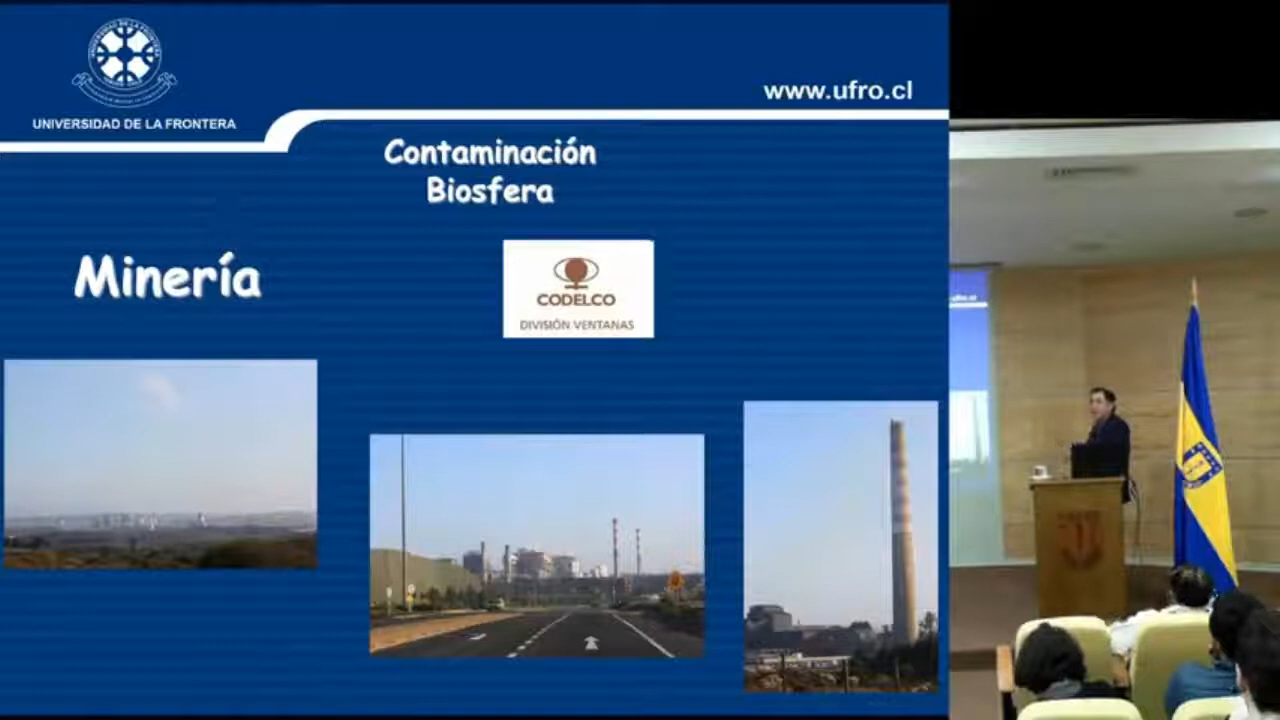 UNIVERSIDAD DE LA FRONTERA
www.ufro.cl
Contaminación
Biosfera
Minería
CODELCO
DIVISIÓN VENTANAS